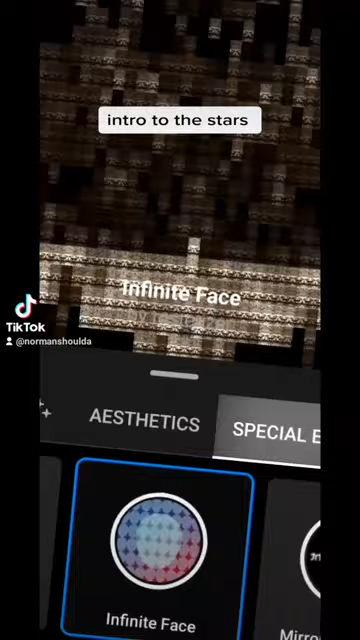 intro to the stars
Infinite Face
TikTok
@normanshoulda
AESTHETICS
SPECIAL E
Infinite Face
Mirro